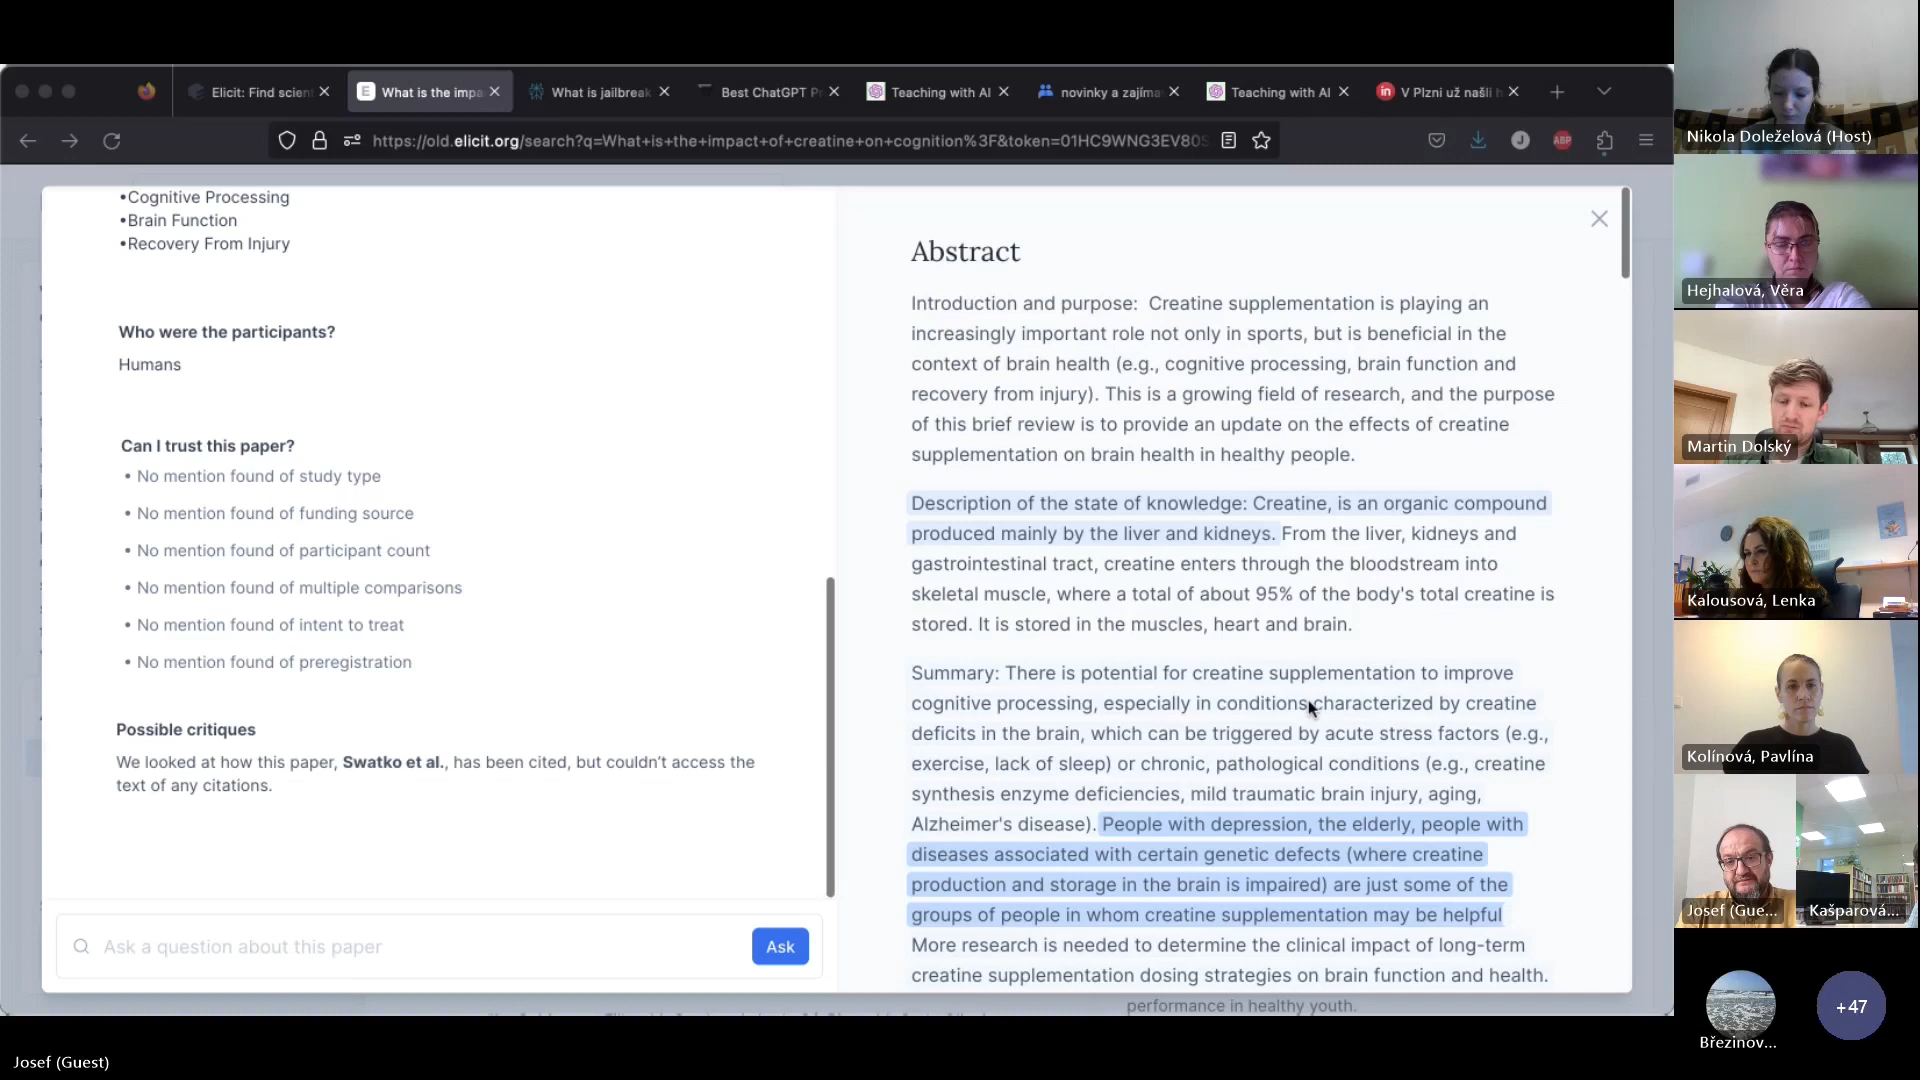 Elicit: Find scien
What is the impa
What is jailbreak
Best ChatGPT P
Teaching with AI
novinky a zajíma
Teaching with AI
V Plzni už našli
https://old.elicit.org/search?q=What+is+the+impact+of+creatine+on+cognition%3F&token=01HC9WNG3EV80S
•Cognitive Processing
•Brain Function
•Recovery From Injury
Who were the participants?
Humans
Can I trust this paper?
• No mention found of study type
• No mention found of funding source
• No mention found of participant count
• No mention found of multiple comparisons
• No mention found of intent to treat
• No mention found of preregistration
Possible critiques
We looked at how this paper, Swatko et al., has been cited, but couldn't access the
text of any citations.
Ask a question about this paper
Ask
Abstract
Introduction and purpose: Creatine supplementation is playing an
increasingly important role not only in sports, but is beneficial in the
context of brain health (e.g., cognitive processing, brain function and
recovery from injury). This is a growing field of research, and the purpose
of this brief review is to provide an update on the effects of creatine
supplementation on brain health in healthy people.
Description of the state of knowledge: Creatine, is an organic compound
produced mainly by the liver and kidneys. From the liver, kidneys and
gastrointestinal tract, creatine enters through the bloodstream into
skeletal muscle, where a total of about 95% of the body's total creatine is
stored. It is stored in the muscles, heart and brain.
Summary: There is potential for creatine supplementation to improve
cognitive processing, especially in conditions characterized by creatine
deficits in the brain, which can be triggered by acute stress factors (e.g.,
exercise, lack of sleep) or chronic, pathological conditions (e.g., creatine
synthesis enzyme deficiencies, mild traumatic brain injury, aging,
Alzheimer's disease). People with depression, the elderly, people with
diseases associated with certain genetic defects (where creatine
production and storage in the brain is impaired) are just some of the
groups of people in whom creatine supplementation may be helpful
More research is needed to determine the clinical impact of long-term
creatine supplementation dosing strategies on brain function and health.
performance in healthy youth.
Nikola Doleželová (Host)
Hejhalová, Věra
Martin Dolský
Kalousová, Lenka
Kolínová, Pavlína
Josef (Gue...
Kašparová...
Březinov...
+47
Josef (Guest)
J
ABP
E
in